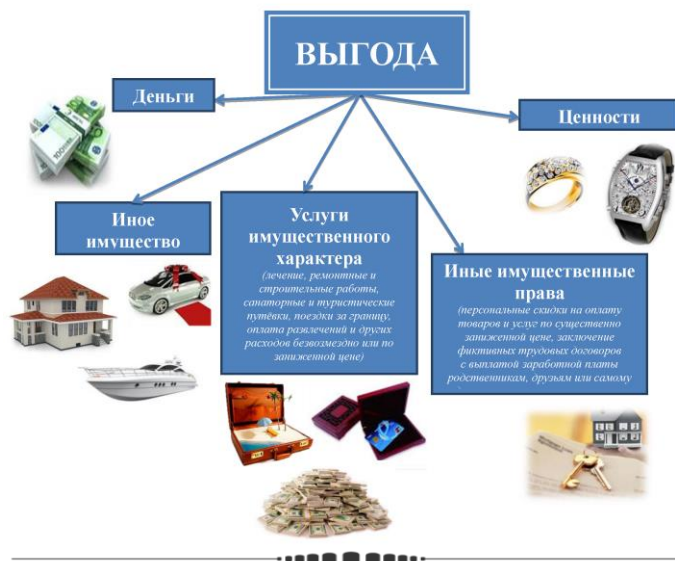 ВЫГОДА
Деньги
Ценности
Иное
имущество
Услуги
имущественного
характера
(лечение, ремонтные и
строительные работы,
санаторные и туристические
путёвки, поездки за границу,
оплата развлечений и других
расходов безвозмездно или по
заниженной цене)
Иные имущественные
права
(персональные скидки на оплату
товаров и услуг по существенно
заниженной цене, заключение
фиктивных трудовых договоров
с выплатой заработной платы
родственникам, друзьям или самому